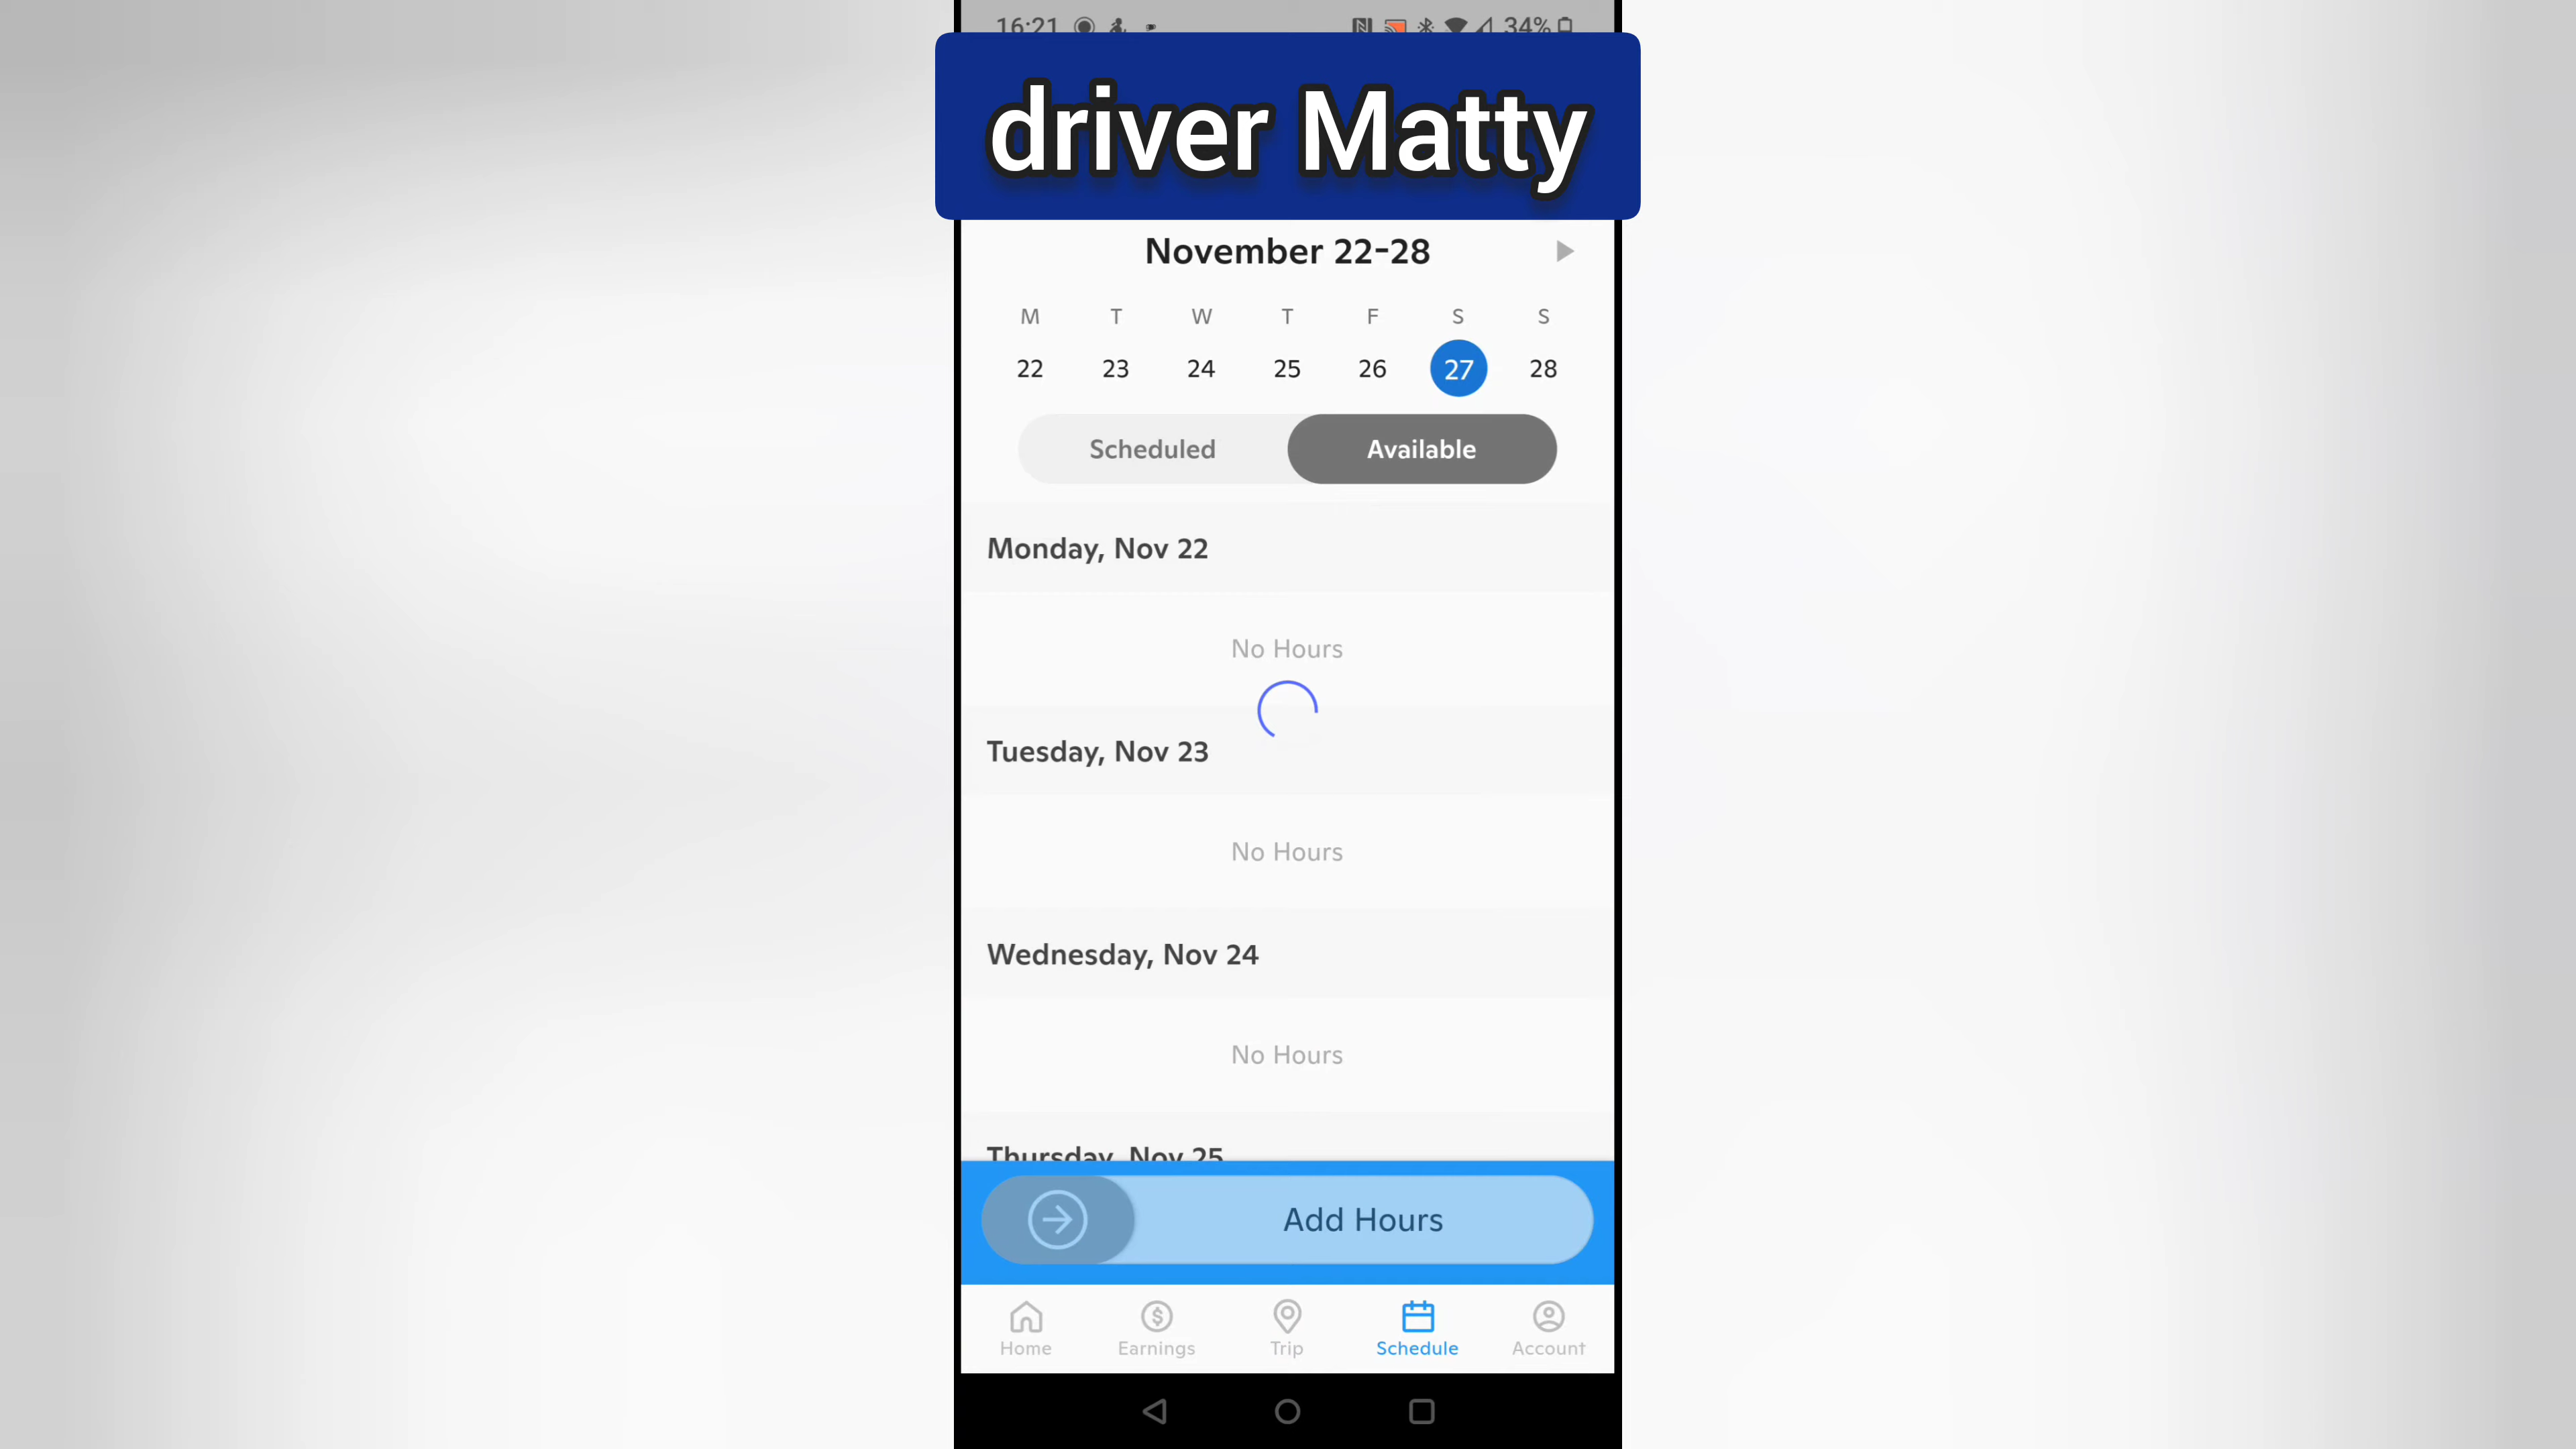 16:21 34%
driver Matty
November 22-28
M T W T F S S
22 23 24 25 26 27 28
Scheduled Available
Monday, Nov 22
No Hours
Tuesday, Nov 23
No Hours
Wednesday, Nov 24
No Hours
Thursday, Nov 25
Add Hours
Home Earnings Trip Schedule Account